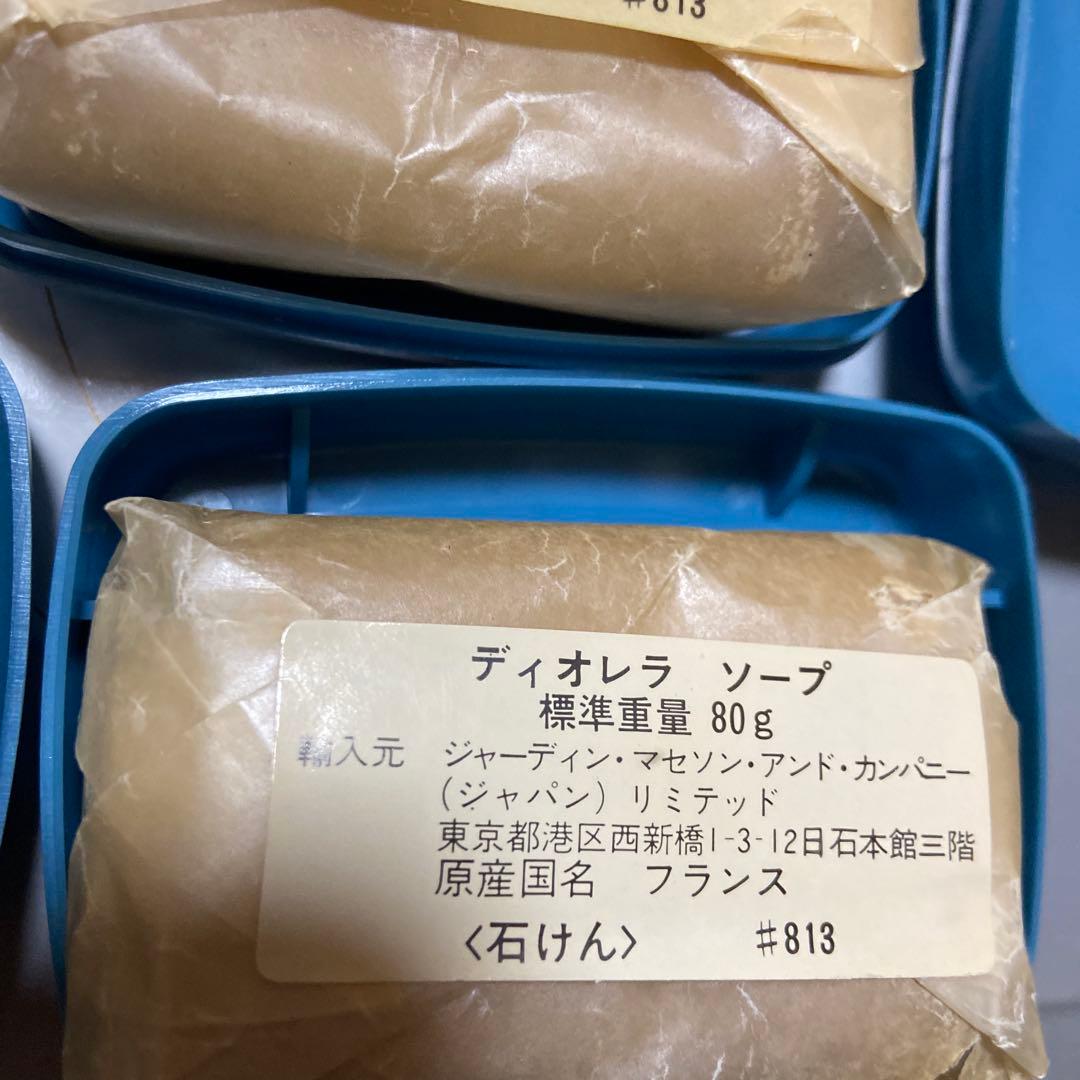 #813
ディオレラ ソープ
標準重量 80g
輸入元 ジャーディン・マセソン・アンド・カンパニー
(ジャパン) リミテッド
東京都港区西新橋1-3-12日石本館三階
原産国名 フランス
〈石けん〉 #813